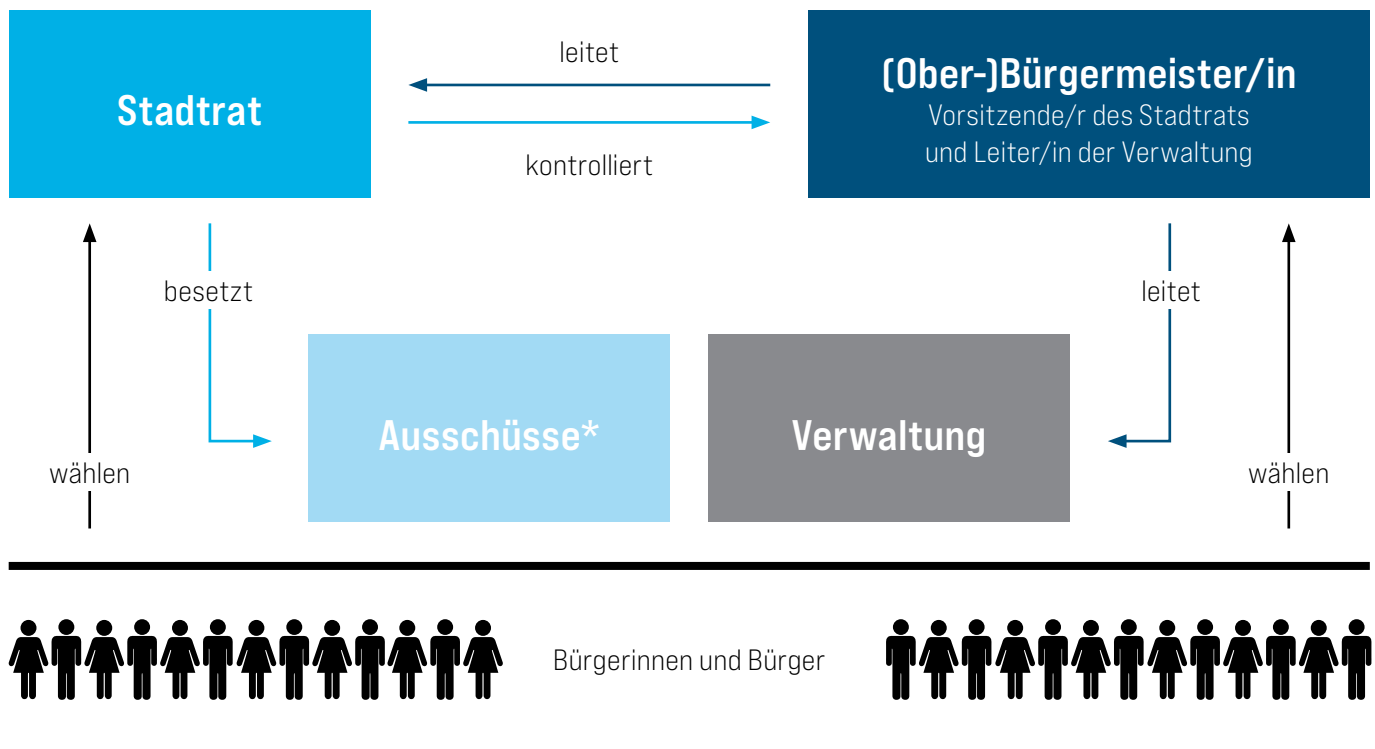 Stadtrat
leitet
kontrolliert
(Ober-)Bürgermeister/in
Vorsitzende/r des Stadtrats
und Leiter/in der Verwaltung
besetzt
leitet
Ausschüsse*
Verwaltung
wählen
wählen
Bürgerinnen und Bürger